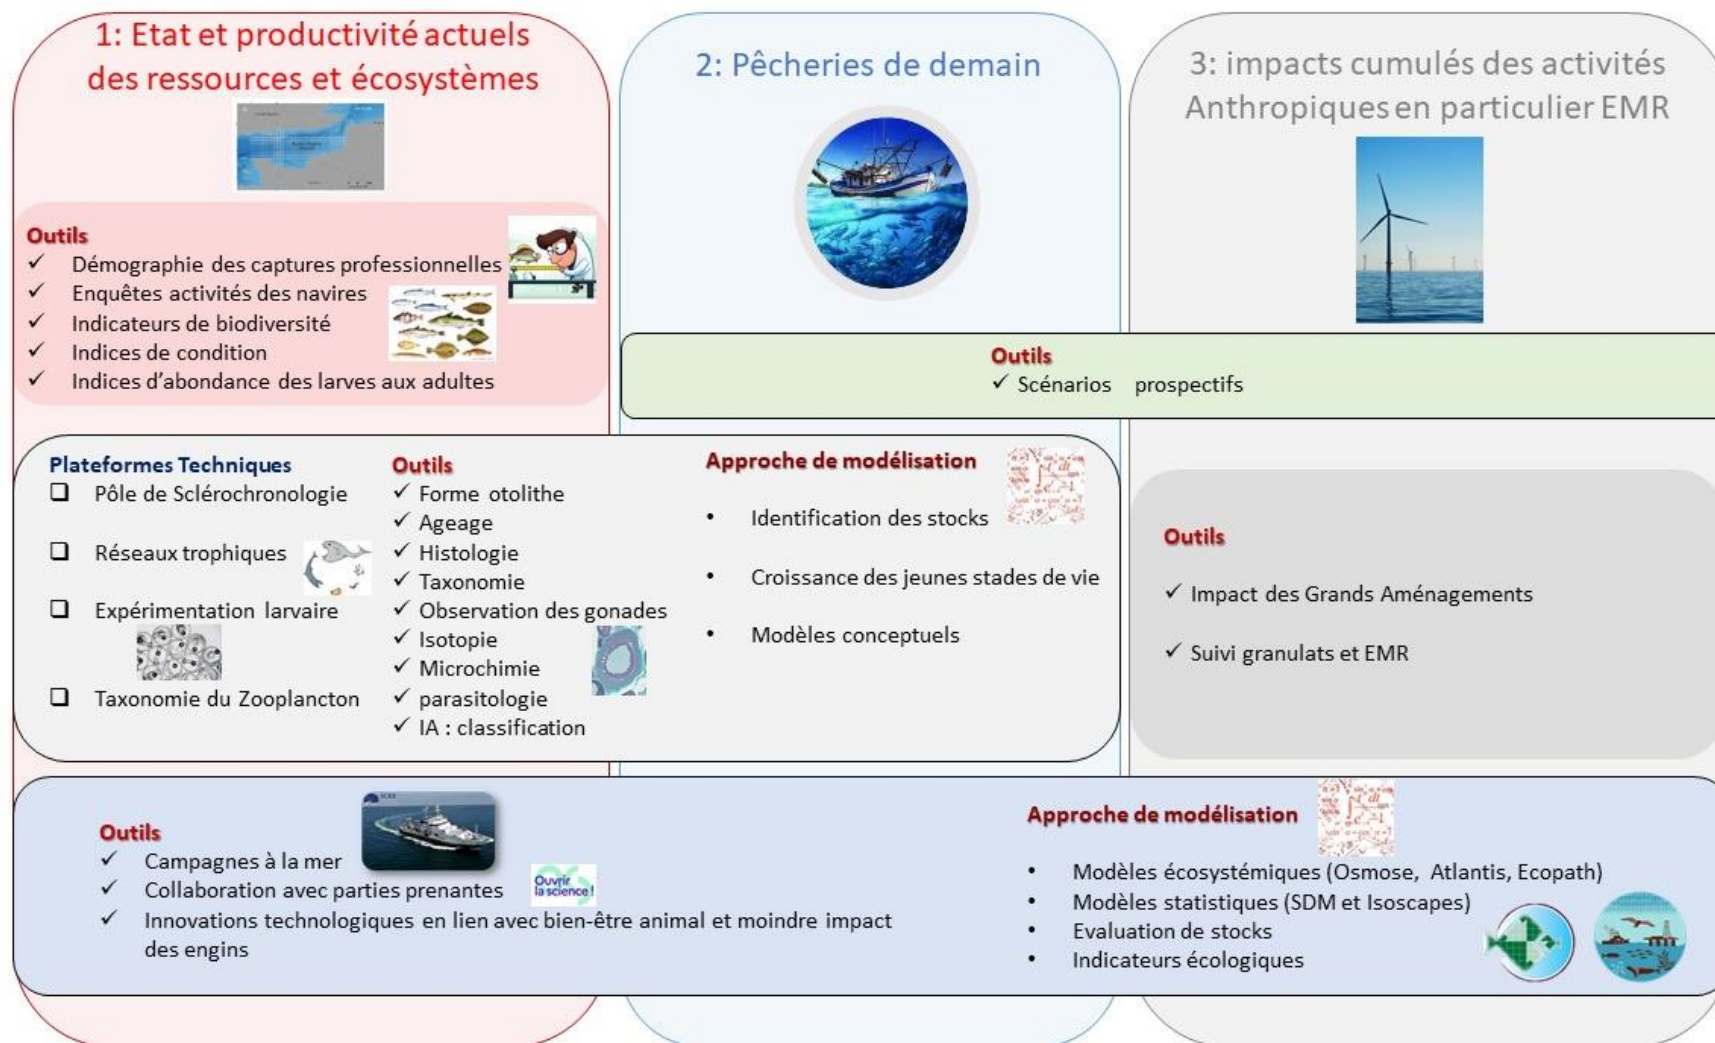 1: Etat et productivité actuels
des ressources et écosystèmes
2: Pêcheries de demain
3: impacts cumulés des activités
Anthropiques en particulier EMR
Outils
✓ Démographie des captures professionnelles
✓ Enquêtes activités des navires
✓ Indicateurs de biodiversité
✓ Indices de condition
✓ Indices d’abondance des larves aux adultes
Outils
✓ Scénarios prospectifs
Plateformes Techniques
❑ Pôle de Sclérochronologie
❑ Réseaux trophiques
❑ Expérimentation larvaire
❑ Taxonomie du Zooplancton
Outils
✓ Forme otolithe
✓ Ageage
✓ Histologie
✓ Taxonomie
✓ Observation des gonades
✓ Isotopie
✓ Microchimie
✓ parasitologie
✓ IA : classification
Approche de modélisation
• Identification des stocks
• Croissance des jeunes stades de vie
• Modèles conceptuels
Outils
✓ Impact des Grands Aménagements
✓ Suivi granulats et EMR
Outils
✓ Campagnes à la mer
✓ Collaboration avec parties prenantes
Ouvrir
la science !
✓ Innovations technologiques en lien avec bien-être animal et moindre impact
des engins
Approche de modélisation
• Modèles écosystémiques (Osmose, Atlantis, Ecopath)
• Modèles statistiques (SDM et Isoscapes)
• Evaluation de stocks
• Indicateurs écologiques